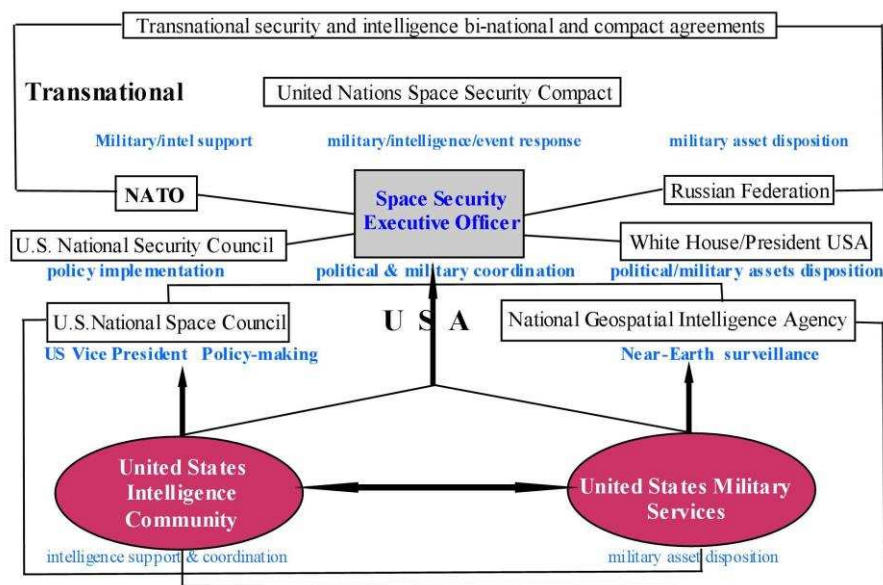 Transnational security and intelligence bi-national and compact agreements
Transnational
United Nations Space Security Compact
Military/intel support
military/intelligence/event response
military asset disposition
NATO
Space Security
Executive Officer
Russian Federation
U.S. National Security Council
White House/President USA
policy implementation
political & military coordination
political/military assets disposition
U.S.National Space Council
U S A
National Geospatial Intelligence Agency
US Vice President Policy-making
Near-Earth surveillance
United States
Intelligence
Community
United States Military
Services
intelligence support & coordination
military asset disposition